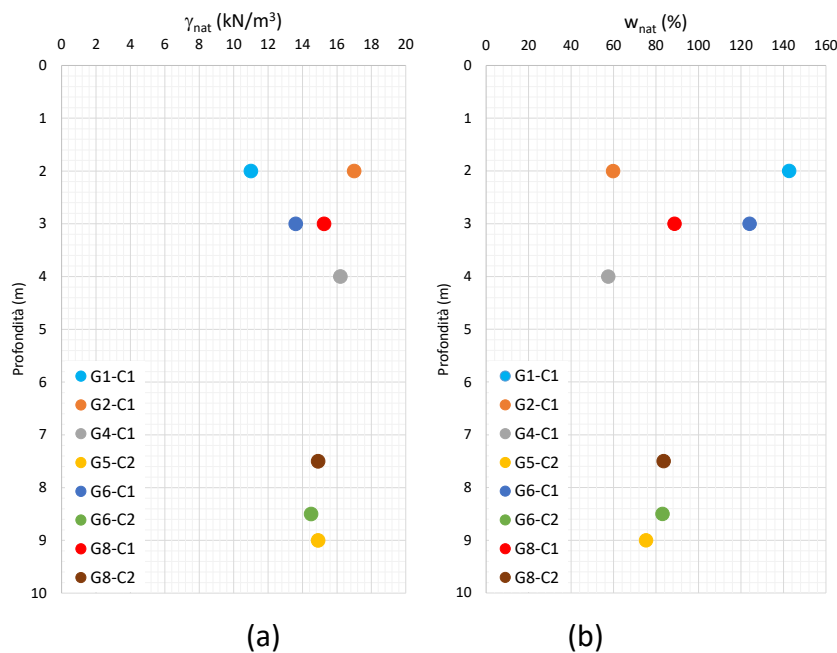 γnat (kN/m³)
0 2 4 6 8 10 12 14 16 18 20
0
1
2
3
4
5
6
7
8
9
10
Profondità (m)
G1-C1
G2-C1
G4-C1
G5-C2
G6-C1
G6-C2
G8-C1
G8-C2
(a)
wnat (%)
0 20 40 60 80 100 120 140 160
0
1
2
3
4
5
6
7
8
9
10
Profondità (m)
G1-C1
G2-C1
G4-C1
G5-C2
G6-C1
G6-C2
G8-C1
G8-C2
(b)